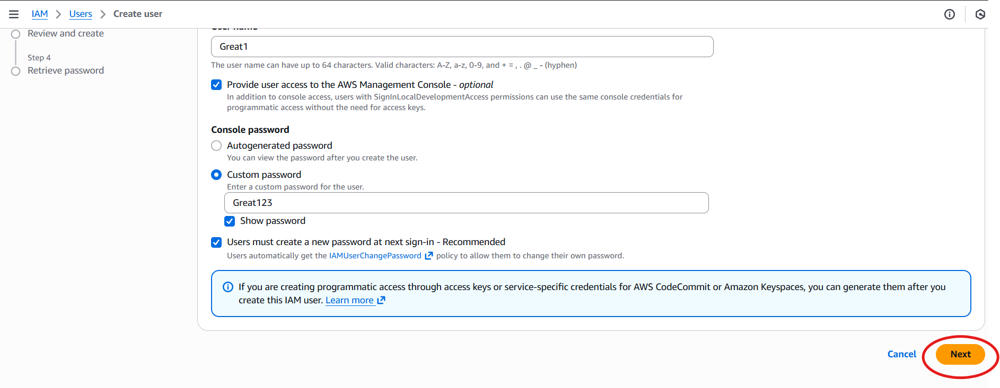 IAM > Users > Create user
Review and create
Step 4
Retrieve password
User name
Great1
The user name can have up to 64 characters. Valid characters: A-Z, a-z, 0-9, and + = , . @ _ - (hyphen)
Provide user access to the AWS Management Console - optional
In addition to console access, users with SignInLocalDevelopmentAccess permissions can use the same console credentials for
programmatic access without the need for access keys.
Console password
Autogenerated password
You can view the password after you create the user.
Custom password
Enter a custom password for the user.
Great123
Show password
Users must create a new password at next sign-in - Recommended
Users automatically get the IAMUserChangePassword policy to allow them to change their own password.
If you are creating programmatic access through access keys or service-specific credentials for AWS CodeCommit or Amazon Keyspaces, you can generate them after you
create this IAM user. Learn more
Cancel
Next